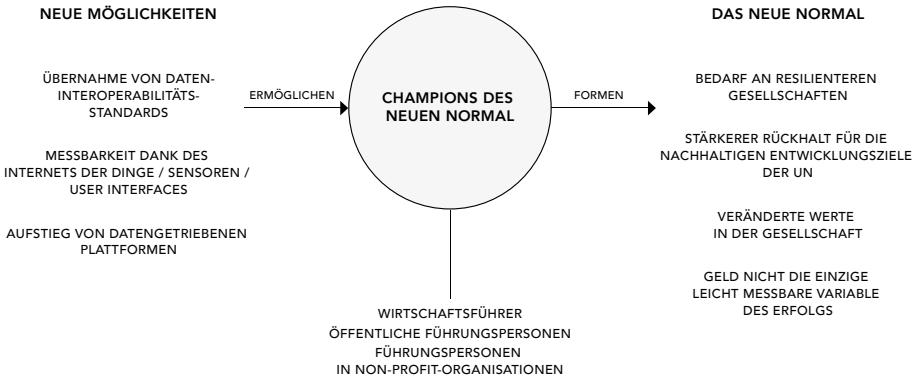 NEUE MÖGLICHKEITEN
ÜBERNAHME VON DATEN-
INTEROPERABILITÄTS-
STANDARDS
MESSBARKEIT DANK DES
INTERNETS DER DINGE / SENSOREN /
USER INTERFACES
AUFSTIEG VON DATENGETRIEBENEN
PLATTFORMEN
ERMÖGLICHEN
CHAMPIONS DES
NEUEN NORMAL
WIRTSCHAFTSFÜHRER
ÖFFENTLICHE FÜHRUNGSPERSONEN
FÜHRUNGSPERSONEN
IN NON-PROFIT-ORGANISATIONEN
FORMEN
DAS NEUE NORMAL
BEDARF AN RESILIENTEREN
GESELLSCHAFTEN
STÄRKERER RÜCKHALT FÜR DIE
NACHHALTIGEN ENTWICKLUNGSZIELE
DER UN
VERÄNDERTE WERTE
IN DER GESELLSCHAFT
GELD NICHT DIE EINZIGE
LEICHT MESSBARE VARIABLE
DES ERFOLGS